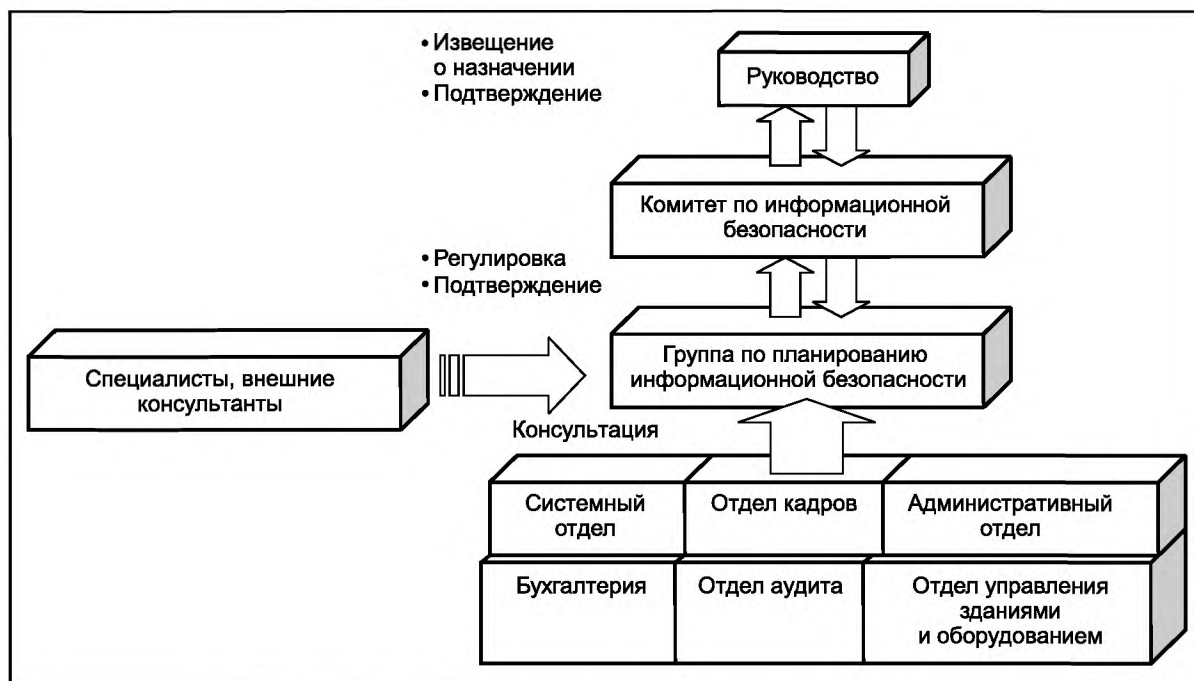 • Извещение
о назначении
• Подтверждение
Руководство
Комитет по информационной
безопасности
• Регулировка
• Подтверждение
Группа по планированию
информационной безопасности
Специалисты, внешние
консультанты
Консультация
Системный
отдел
Отдел кадров
Административный
отдел
Бухгалтерия
Отдел аудита
Отдел управления
зданиями
и оборудованием